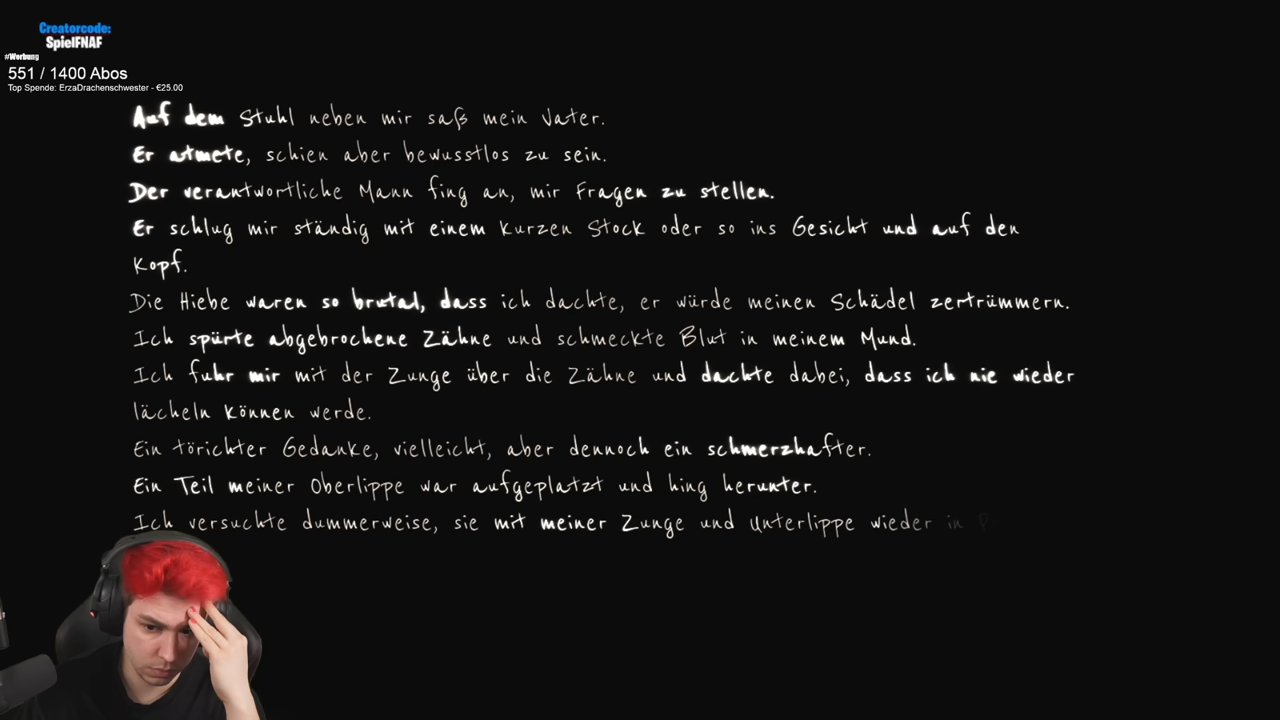 Creatorcode:
SpielFNAF
#Werbung
551 / 1400 Abos
Top Spende: ErzaDrachenschwester - €25.00
Auf dem Stuhl neben mir saß mein Vater.
Er atmete, schien aber bewusstlos zu sein.
Der verantwortliche Mann fing an, mir Fragen zu stellen.
Er schlug mir ständig mit einem kurzen Stock oder so ins Gesicht und auf den
Kopf.
Die Hiebe waren so brutal, dass ich dachte, er würde meinen Schädel zertrümmern.
Ich spürte abgebrochene Zähne und schmeckte Blut in meinem Mund.
Ich fuhr mir mit der Zunge über die Zähne und dachte dabei, dass ich nie wieder
lächeln können werde.
Ein törichter Gedanke, vielleicht, aber dennoch ein schmerzhafter.
Ein Teil meiner Oberlippe war aufgeplatzt und hing herunter.
Ich versuchte dummerweise, sie mit meiner Zunge und Unterlippe wieder in